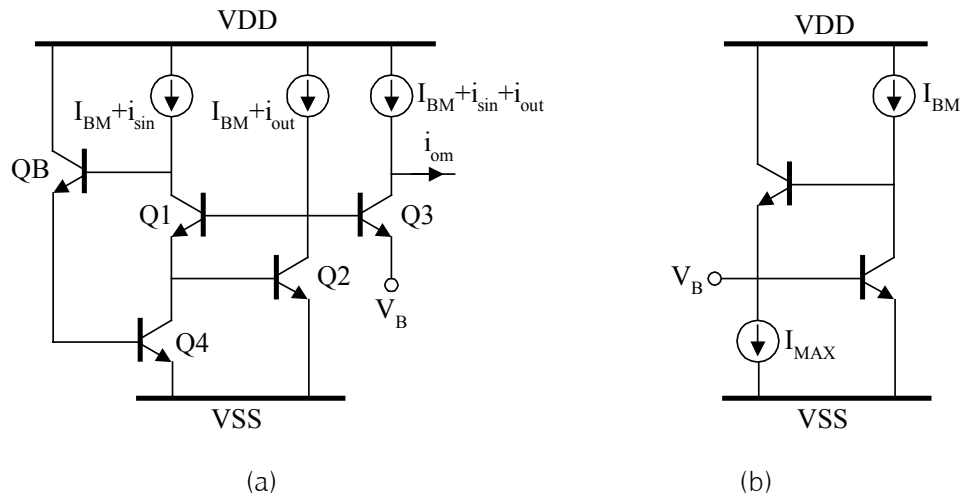 VDD
I_BM+i_sin
I_BM+i_out
I_BM+i_sin+i_out
i_om
QB
Q1
Q3
Q2
V_B
Q4
VSS
(a)
VDD
I_BM
V_B
I_MAX
VSS
(b)